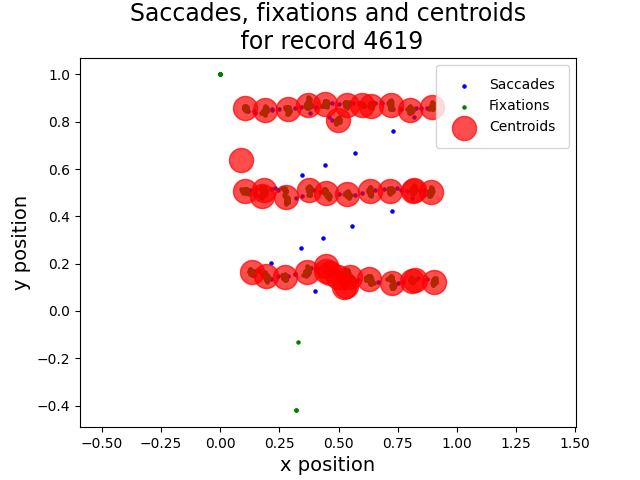 Saccades, fixations and centroids
for record 4619
Saccades
Fixations
Centroids
y position
1.0
0.8
0.6
0.4
0.2
0.0
−0.2
−0.4
−0.50 −0.25 0.00 0.25 0.50 0.75 1.00 1.25 1.50
x position